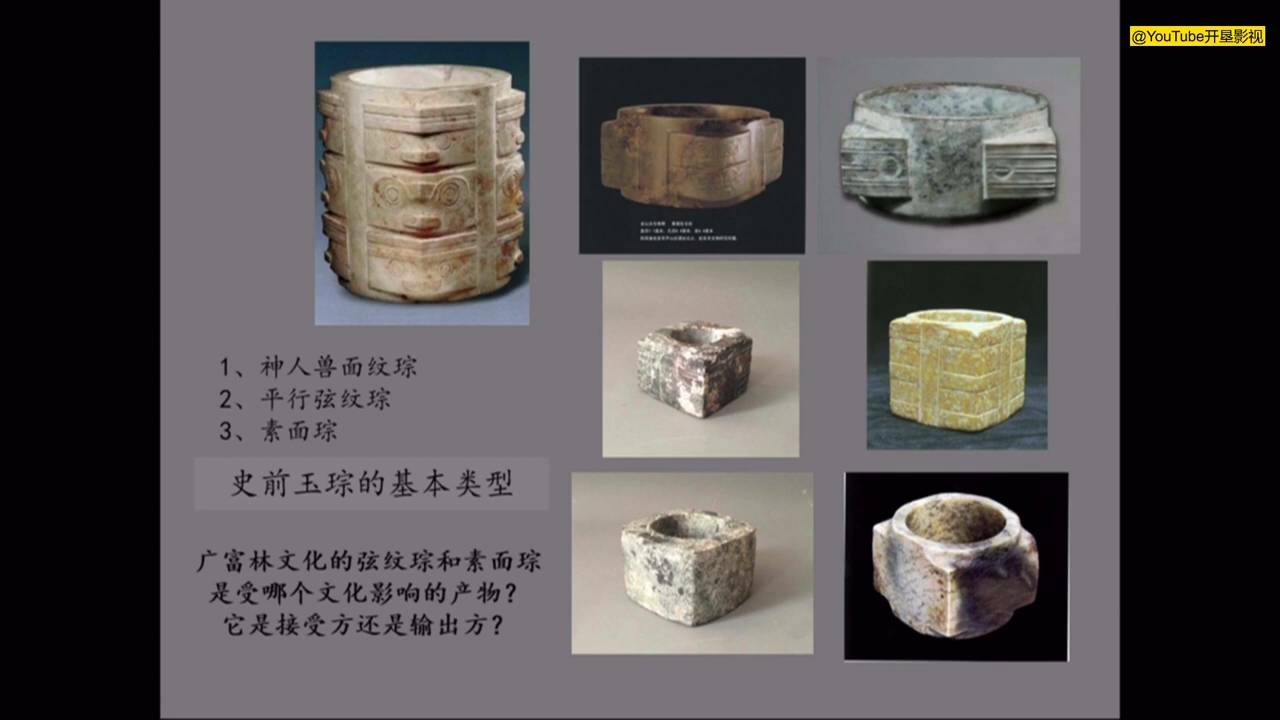 @YouTube开垦影视
1、神人兽面纹琮
2、平行弦纹琮
3、素面琮
史前玉琮的基本类型
广富林文化的弦纹琮和素面琮
是受哪个文化影响的产物？
它是接受方还是输出方？